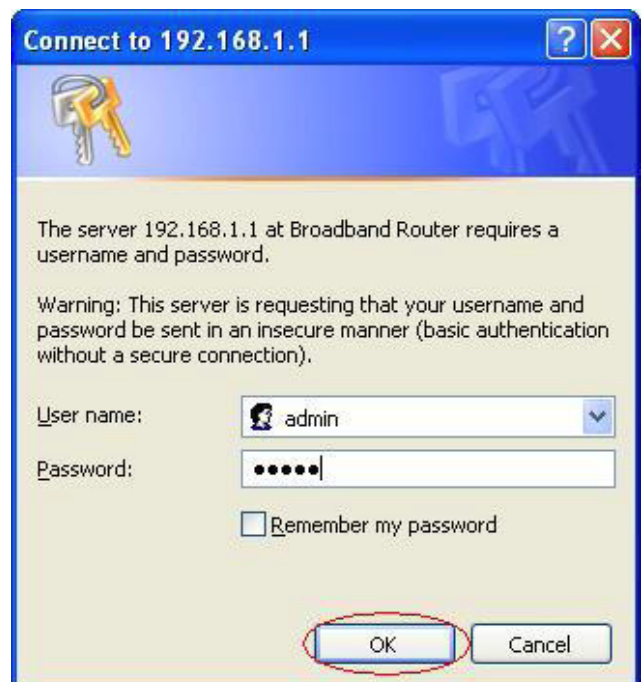 Connect to 192.168.1.1
The server 192.168.1.1 at Broadband Router requires a
username and password.
Warning: This server is requesting that your username and
password be sent in an insecure manner (basic authentication
without a secure connection).
User name:
admin
Password:
•••••
Remember my password
OK
Cancel